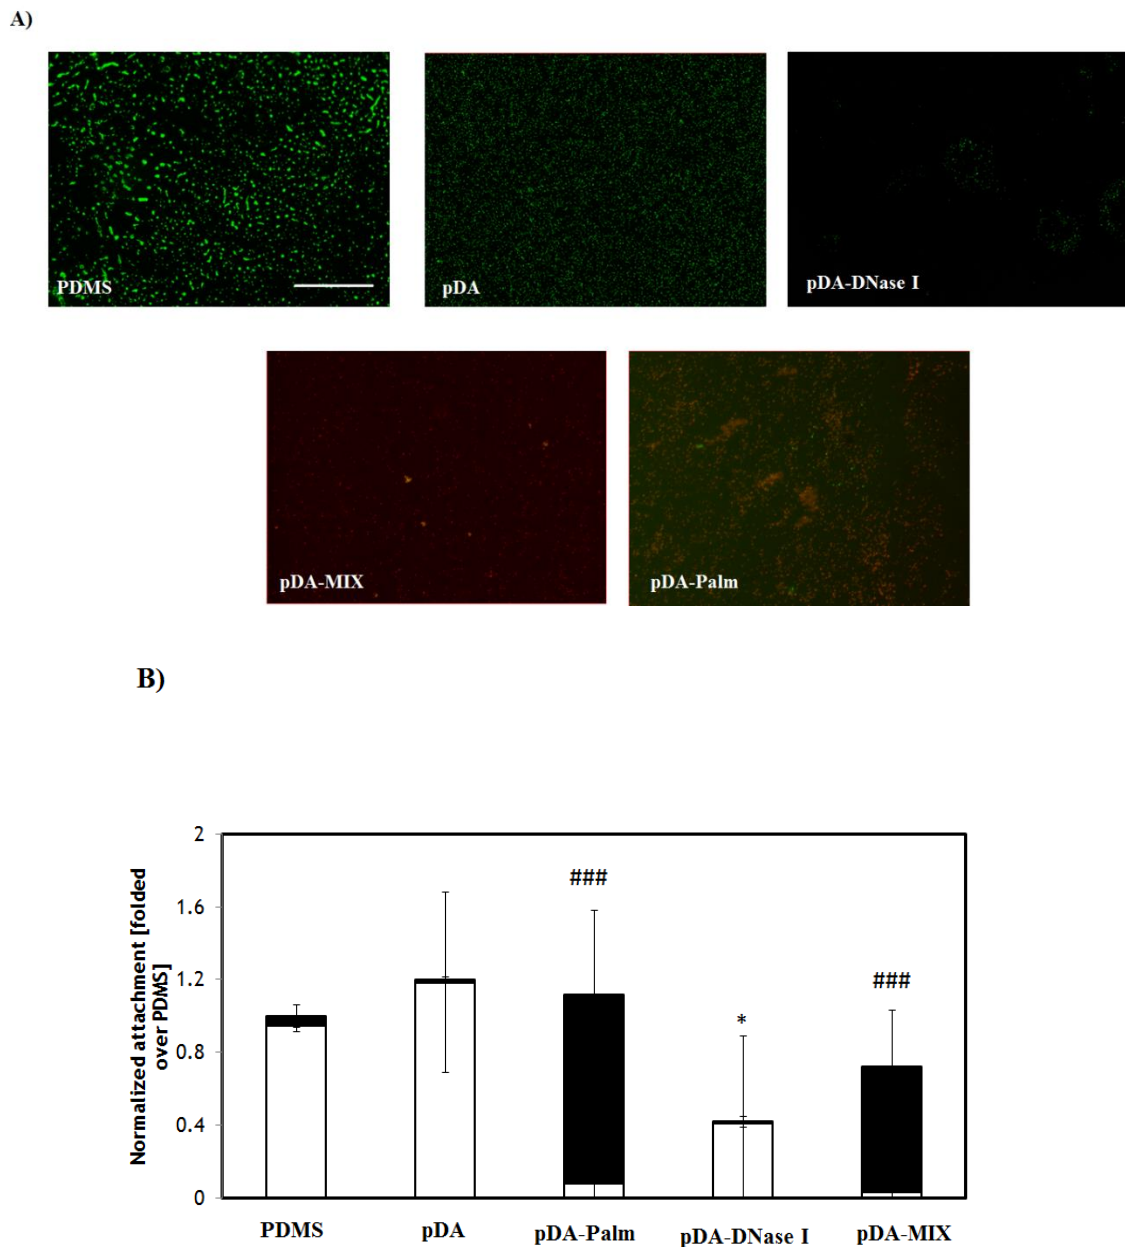 A)
PDMS
pDA
pDA-DNase I
pDA-MIX
pDA-Palm
B)
Normalized attachment [folded
over PDMS]
2
1.6
1.2
0.8
0.4
0
###
*
###
PDMS
pDA
pDA-Palm
pDA-DNase I
pDA-MIX